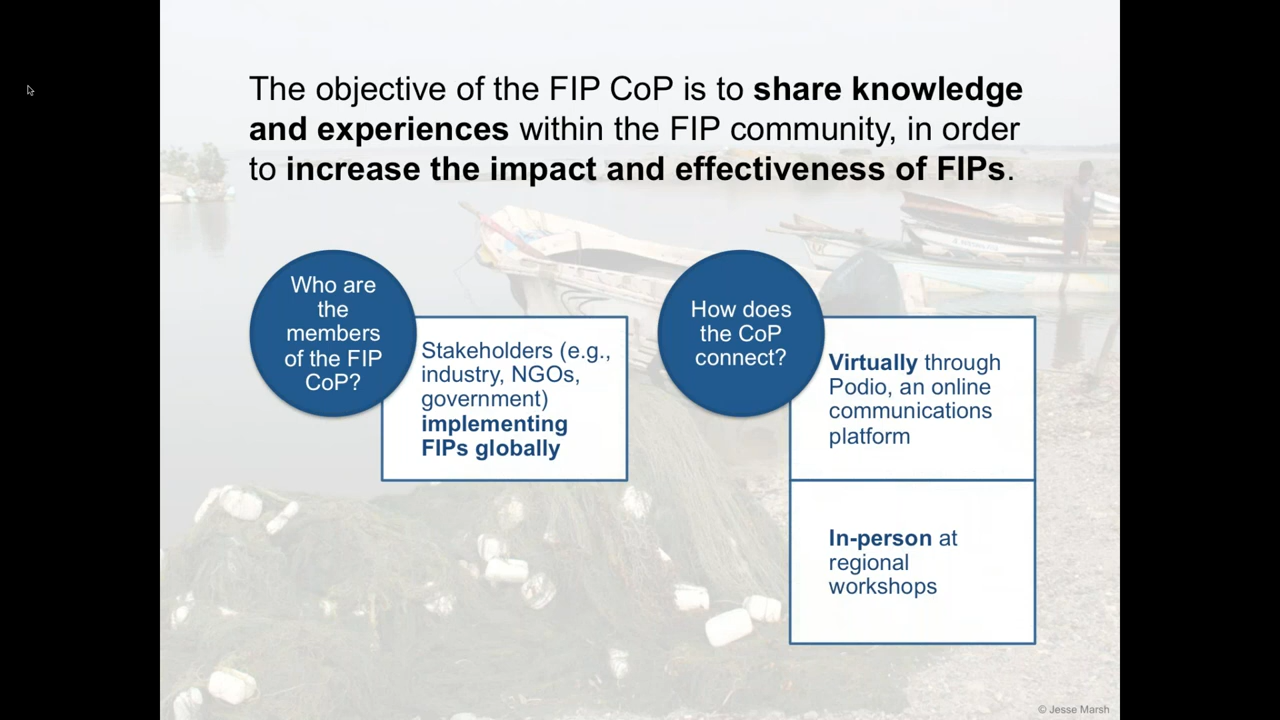 The objective of the FIP CoP is to share knowledge
and experiences within the FIP community, in order
to increase the impact and effectiveness of FIPs.
Who are
the
members
of the FIP
CoP?
Stakeholders (e.g.,
industry, NGOs,
government)
implementing
FIPs globally
How does
the CoP
connect?
Virtually through
Podio, an online
communications
platform
In-person at
regional
workshops
© Jesse Marsh